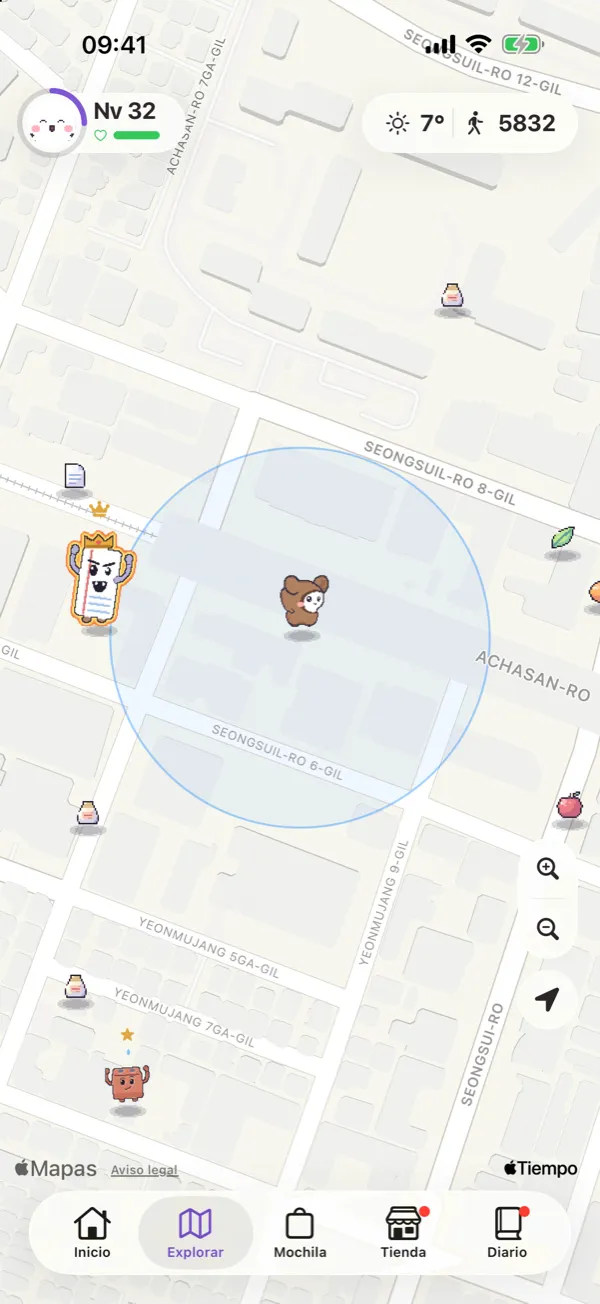 09:41
SEONGSUIL-RO 12-GIL
Nv 32
7°
5832
ACHASAN-RO 7GA-GIL
SEONGSUIL-RO 8-GIL
GIL
ACHASAN-RO
SEONGSUIL-RO 6-GIL
YEONMUJANG 9-GIL
YEONMUJANG 5GA-GIL
YEONMUJANG 7GA-GIL
SEONGSUI-RO
Mapas
Aviso legal
Tiempo
Inicio
Explorar
Mochila
Tienda
Diario